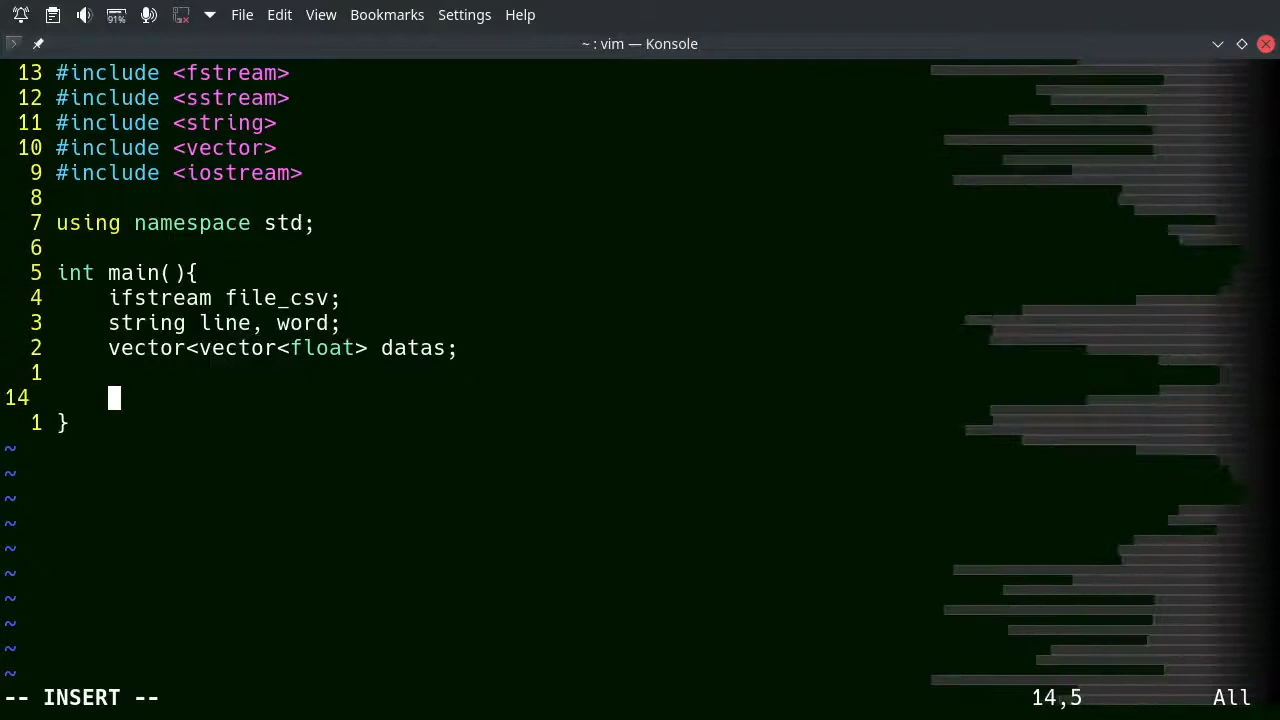 91%
File Edit View Bookmarks Settings Help
~ : vim — Konsole
13 #include <fstream>
12 #include <sstream>
11 #include <string>
10 #include <vector>
9 #include <iostream>
8
7 using namespace std;
6
5 int main(){
4     ifstream file_csv;
3     string line, word;
2     vector<vector<float> datas;
1
14
1 }
~
~
~
~
~
~
~
~
~
~
-- INSERT -- 14,5 All